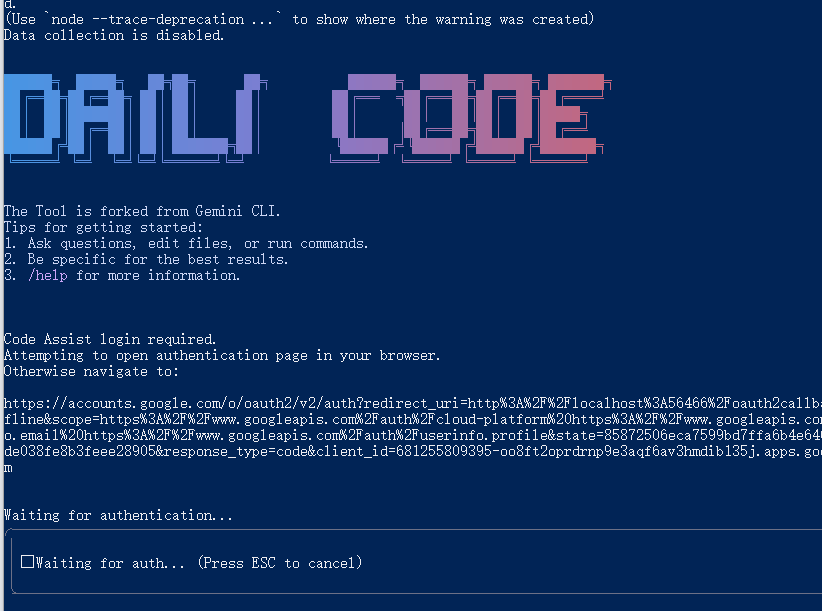 d.
(Use `node --trace-deprecation ...` to show where the warning was created)
Data collection is disabled.
DAILI CODE
The Tool is forked from Gemini CLI.
Tips for getting started:
1. Ask questions, edit files, or run commands.
2. Be specific for the best results.
3. /help for more information.
Code Assist login required.
Attempting to open authentication page in your browser.
Otherwise navigate to:
https://accounts.google.com/o/oauth2/v2/auth?redirect_uri=http%3A%2F%2Flocalhost%3A56466%2Foauth2callba
fline&scope=https%3A%2F%2Fwww.googleapis.com%2Fauth%2Fcloud-platform%20https%3A%2F%2Fwww.googleapis.com
o.email%20https%3A%2F%2Fwww.googleapis.com%2Fauth%2Fuserinfo.profile&state=85872506eca7599bd7ffa6b4e640
de038fe8b3feee28905&response_type=code&client_id=681255809395-oo8ft2oprdrnp9e3aqf6av3hmdib135j.apps.goo
m
Waiting for authentication...
Waiting for auth... (Press ESC to cancel)